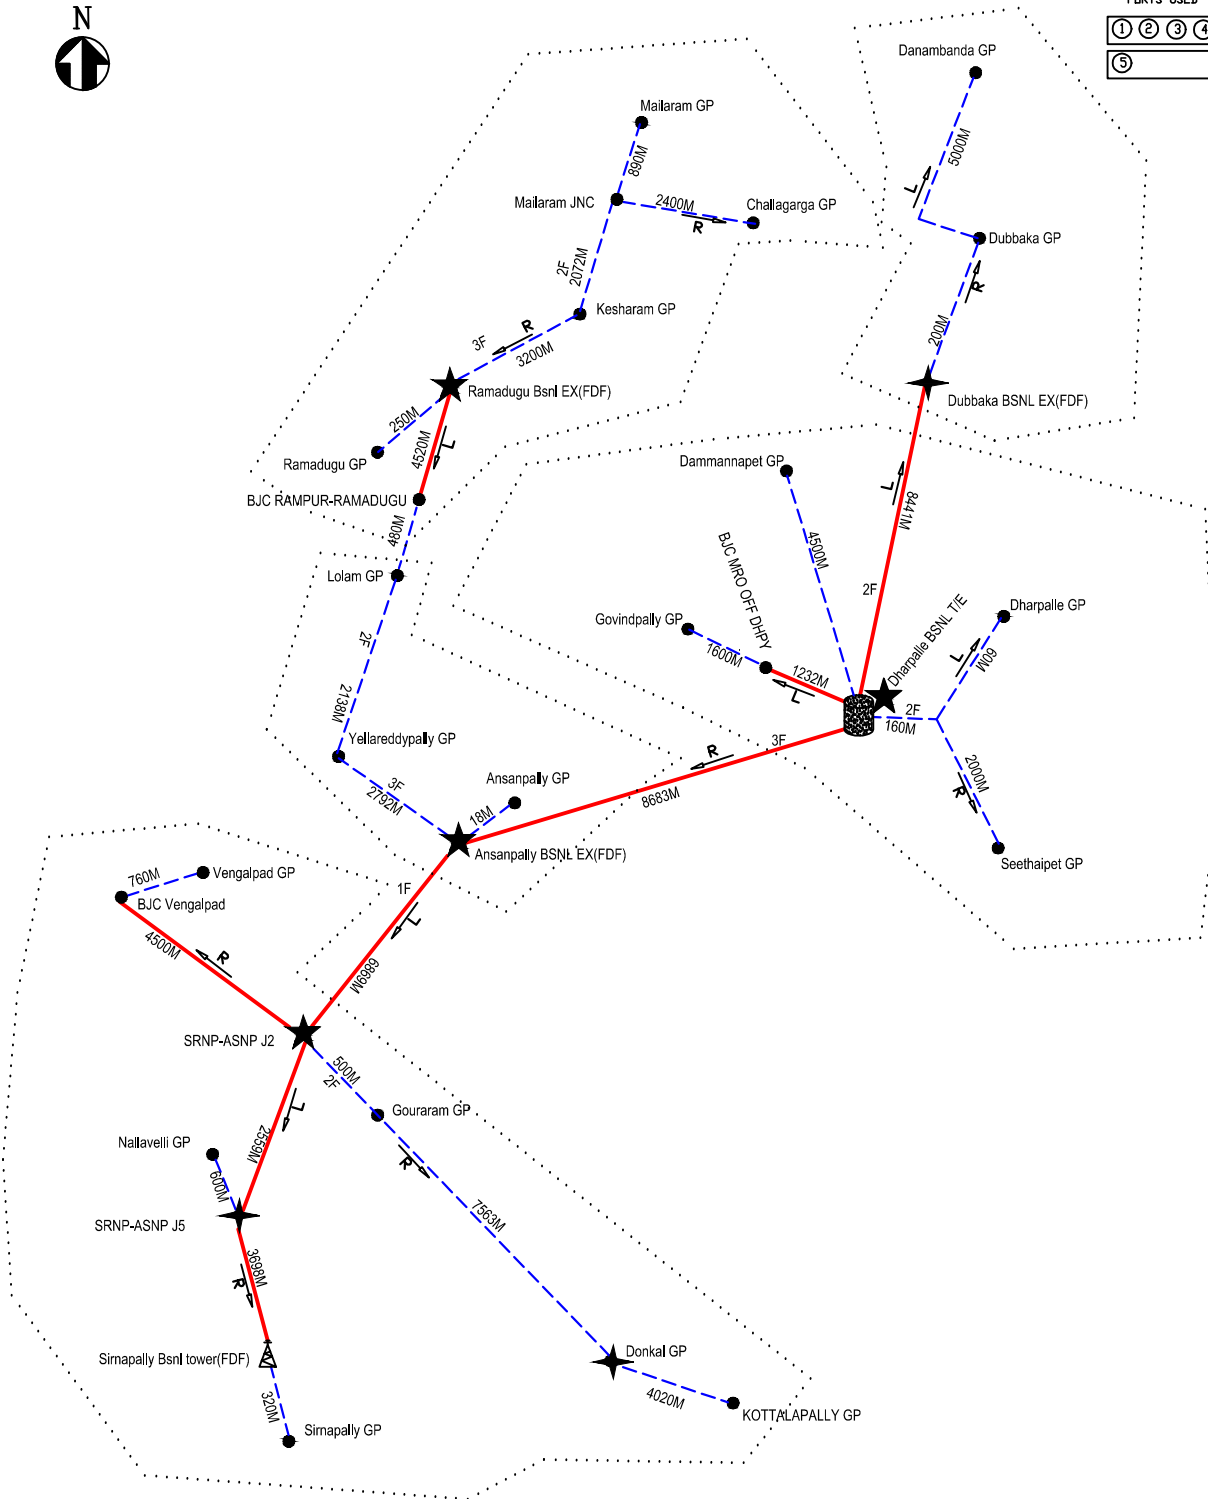 N
1 2 3 4
5
Danambanda GP
5000M
L
Mailaram GP
890M
Mailaram JNC
2400M
R
Challagarga GP
Dubbaka GP
2F
2072M
R
Kesharam GP
200M
3F
R
3200M
Ramadugu Bsnl EX(FDF)
Dubbaka BSNL EX(FDF)
250M
4520M
L
Ramadugu GP
Dammannapet GP
BJC RAMPUR-RAMADUGU
L
8441M
480M
4500M
BJC MRO OFF DHPY
Lolam GP
2F
Dharpalle GP
Govindpally GP
Dharpalle BSNL T/E
2F
1600M
L
60M
1232M
L
2138M
2F
160M
Yellareddypally GP
3F
R
2000M
R
Ansanpally GP
3F
2792M
8683M
18M
Ansanpally BSNL EX(FDF)
Seethaipet GP
760M
Vengalpad GP
1F
BJC Vengalpad
L
4500M
R
6869M
SRNP-ASNP J2
500M
2F
L
Gouraram GP
2559M
Nallavelli GP
R
600M
SRNP-ASNP J5
7563M
3698M
R
Sirnapally Bsnl tower(FDF)
Donkal GP
320M
4020M
KOTTALAPALLY GP
Sirnapally GP